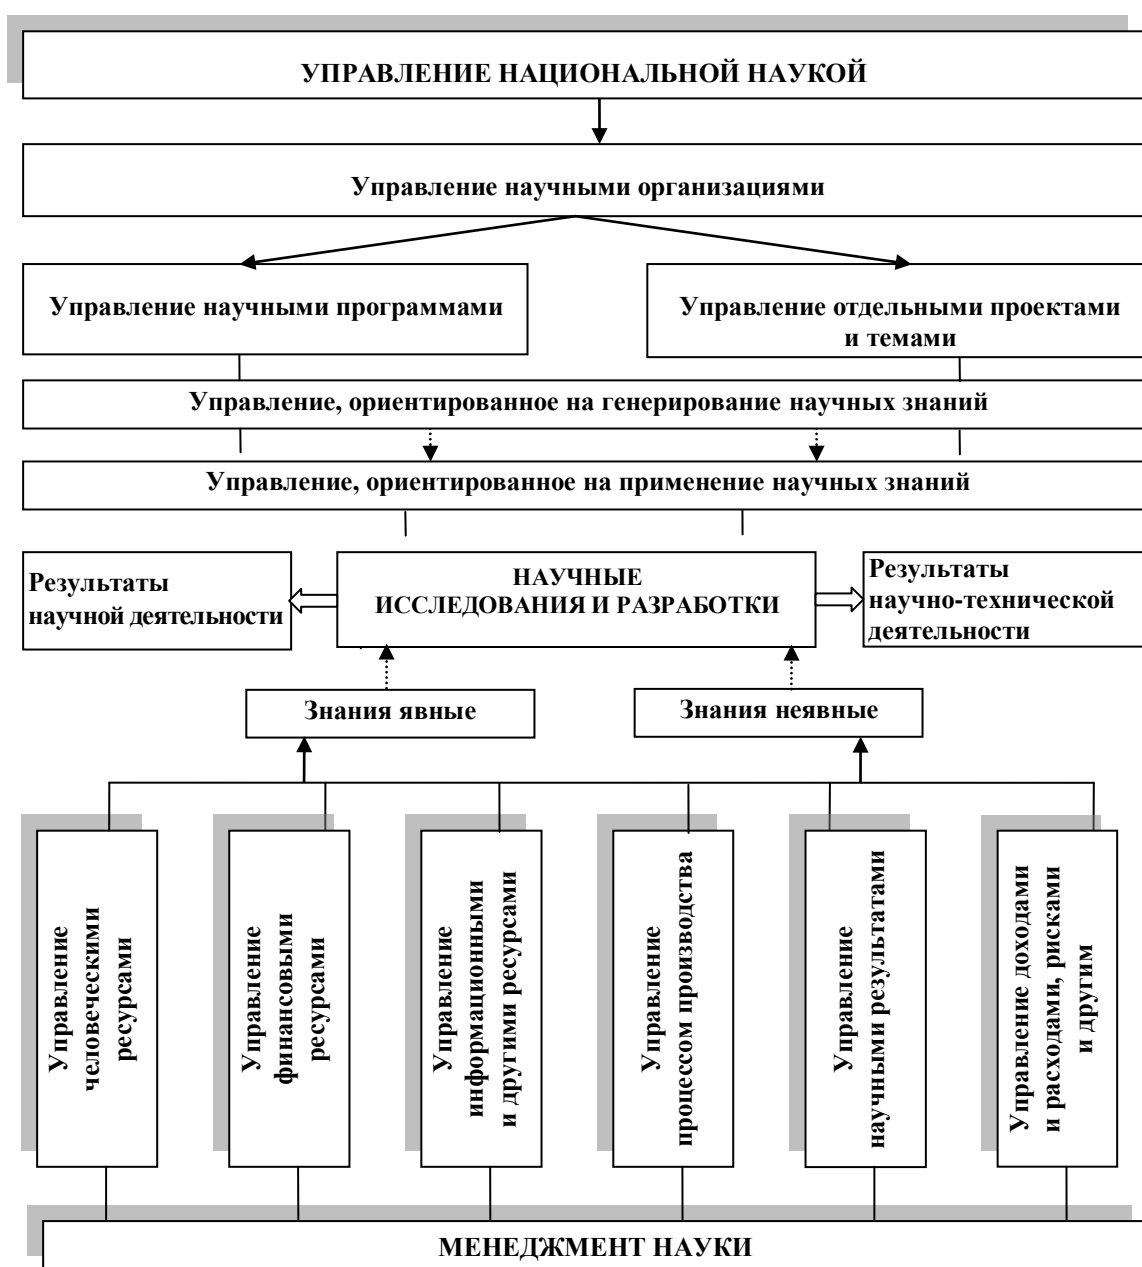 УПРАВЛЕНИЕ НАЦИОНАЛЬНОЙ НАУКОЙ
Управление научными организациями
Управление научными программами
Управление отдельными проектами
и темами
Управление, ориентированное на генерирование научных знаний
Управление, ориентированное на применение научных знаний
Результаты
научной деятельности
НАУЧНЫЕ
ИССЛЕДОВАНИЯ И РАЗРАБОТКИ
Результаты
научно-технической
деятельности
Знания явные
Знания неявные
Управление
человеческими
ресурсами
Управление
финансовыми
ресурсами
Управление
информационными
и другими ресурсами
Управление
процессом производства
Управление
научными результатами
Управление доходами
и расходами, рисками
и другим
МЕНЕДЖМЕНТ НАУКИ